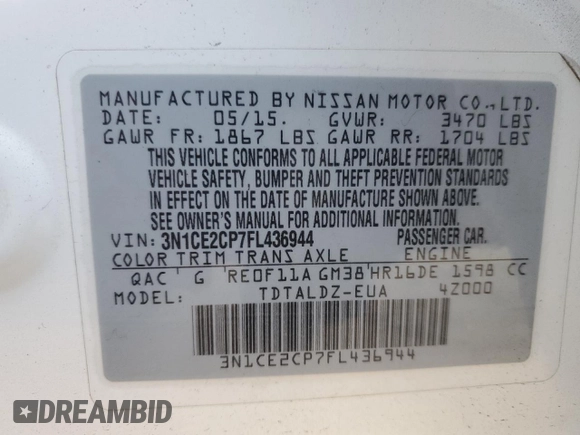 MANUFACTURED BY NISSAN MOTOR CO.,LTD.
DATE: 05/15. GVWR: 3470 LBS
GAWR FR: 1867 LBS GAWR RR: 1704 LBS
THIS VEHICLE CONFORMS TO ALL APPLICABLE FEDERAL MOTOR
VEHICLE SAFETY, BUMPER AND THEFT PREVENTION STANDARDS
IN EFFECT ON THE DATE OF MANUFACTURE SHOWN ABOVE.
SEE OWNER'S MANUAL FOR ADDITIONAL INFORMATION.
VIN: 3N1CE2CP7FL436944 PASSENGER CAR.
COLOR TRIM TRANS AXLE ENGINE
QAC ' G ' RE0F11A GM38 HR16DE 1598 CC
MODEL: TDTALDZ-EUA 4Z000
3N1CE2CP7FL436944
DREAMBID